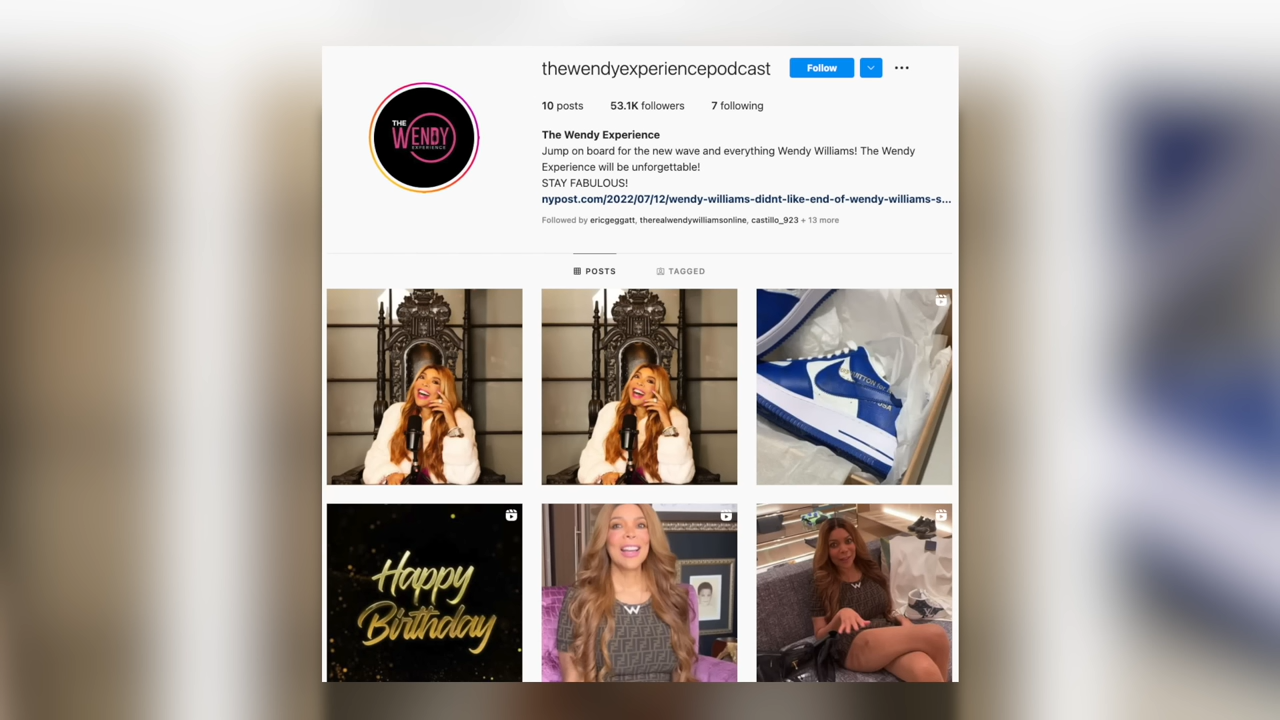 thewendyexperiencepodcast
Follow
10 posts
53.1K followers
7 following
THE
WENDY
EXPERIENCE
The Wendy Experience
Jump on board for the new wave and everything Wendy Williams! The Wendy
Experience will be unforgettable!
STAY FABULOUS!
nypost.com/2022/07/12/wendy-williams-didnt-like-end-of-wendy-williams-s...
Followed by ericgeggatt, therealwendywilliamsonline, castillo_923 + 13 more
POSTS
TAGGED
Happy
Birthday
W